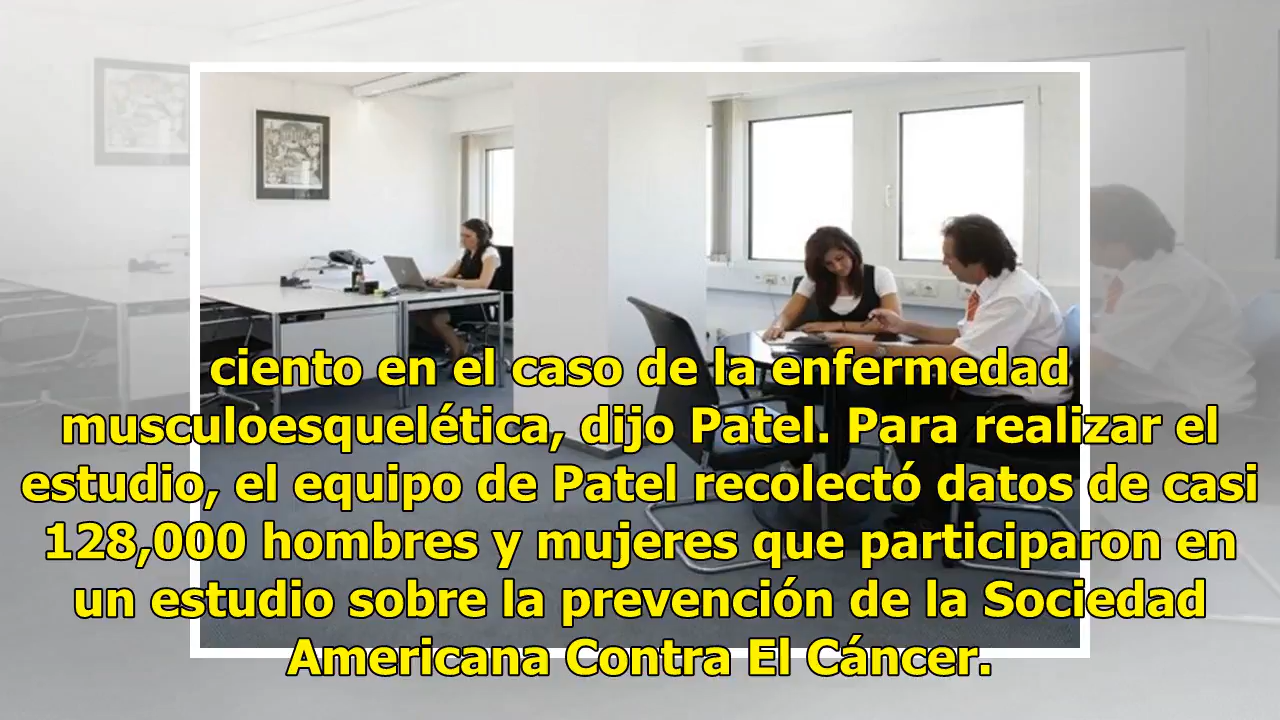 ciento en el caso de la enfermedad
musculoesquelética, dijo Patel. Para realizar el
estudio, el equipo de Patel recolectó datos de casi
128,000 hombres y mujeres que participaron en
un estudio sobre la prevención de la Sociedad
Americana Contra El Cáncer.